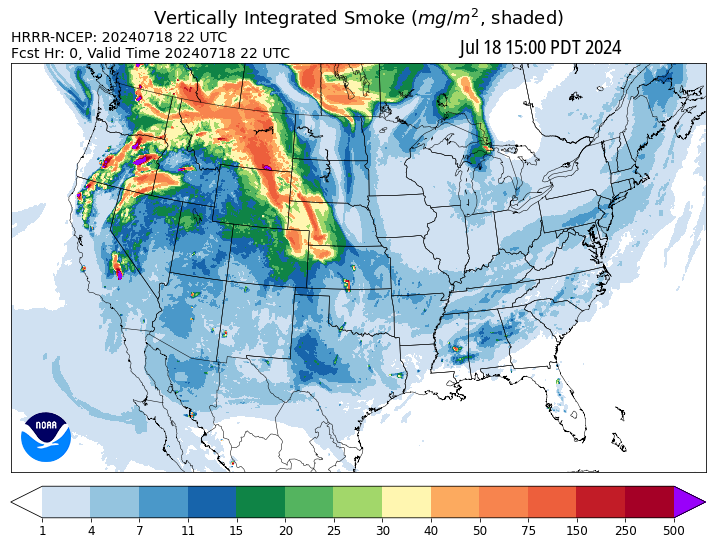 Vertically Integrated Smoke (mg/m², shaded)
HRRR-NCEP: 20240718 22 UTC
Fcst Hr: 0, Valid Time 20240718 22 UTC
Jul 18 15:00 PDT 2024
NOAA
1 4 7 11 15 20 25 30 40 50 75 150 250 500